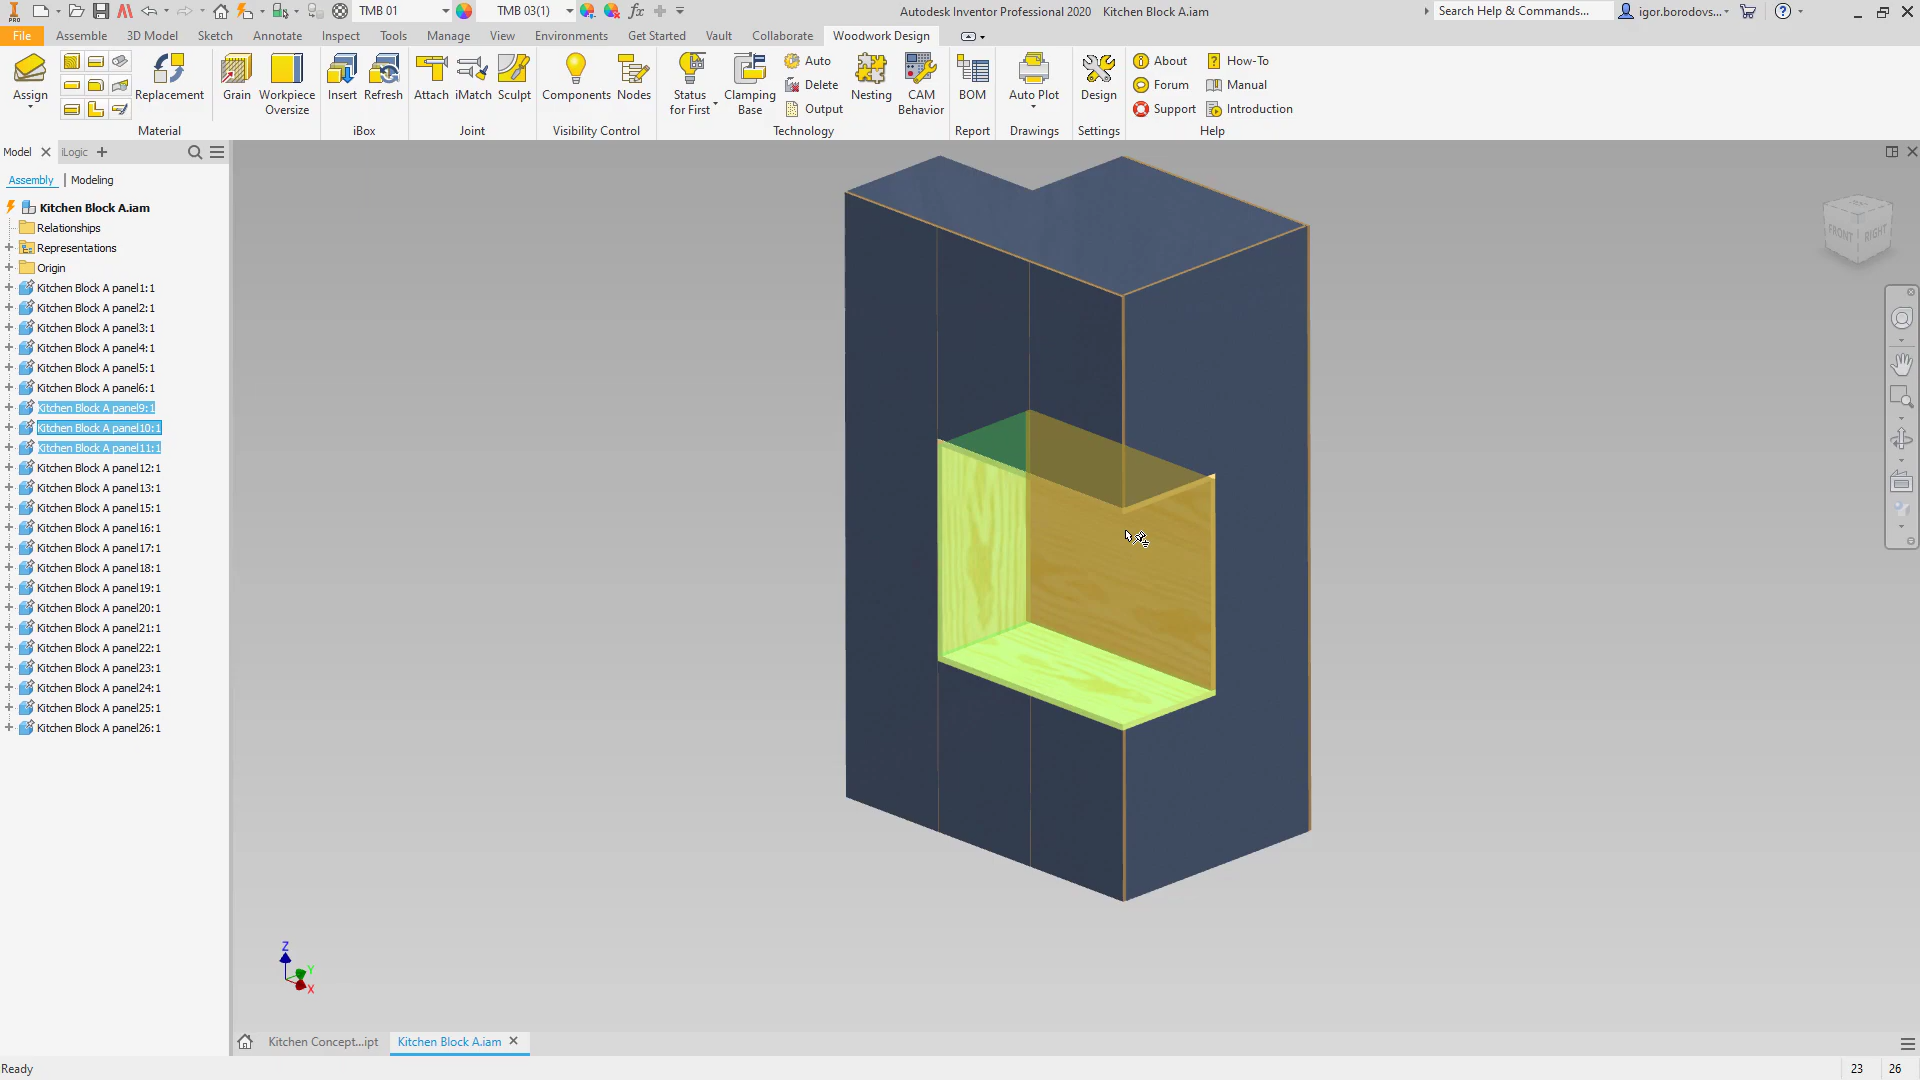 PRO
TMB 01
TMB 03(1)
fx
Autodesk Inventor Professional 2020 Kitchen Block A.iam
Search Help & Commands...
igor.borodovs...
File
Assemble
3D Model
Sketch
Annotate
Inspect
Tools
Manage
View
Environments
Get Started
Vault
Collaborate
Woodwork Design
Assign
Replacement
Material
Grain
Workpiece
Oversize
Insert
Refresh
iBox
Attach
iMatch
Sculpt
Joint
Components
Nodes
Visibility Control
Status
for First
Clamping
Base
Auto
Delete
Output
Nesting
CAM
Behavior
Technology
BOM
Report
Auto Plot
Drawings
Design
Settings
About
Forum
Support
How-To
Manual
Introduction
Help
Model
iLogic
Assembly
Modeling
Kitchen Block A.iam
Relationships
Representations
Origin
Kitchen Block A panel1:1
Kitchen Block A panel2:1
Kitchen Block A panel3:1
Kitchen Block A panel4:1
Kitchen Block A panel5:1
Kitchen Block A panel6:1
Kitchen Block A panel9:1
Kitchen Block A panel10:1
Kitchen Block A panel11:1
Kitchen Block A panel12:1
Kitchen Block A panel13:1
Kitchen Block A panel15:1
Kitchen Block A panel16:1
Kitchen Block A panel17:1
Kitchen Block A panel18:1
Kitchen Block A panel19:1
Kitchen Block A panel20:1
Kitchen Block A panel21:1
Kitchen Block A panel22:1
Kitchen Block A panel23:1
Kitchen Block A panel24:1
Kitchen Block A panel25:1
Kitchen Block A panel26:1
FRONT
RIGHT
Z
Y
X
Kitchen Concept...ipt
Kitchen Block A.iam
Ready
23
26